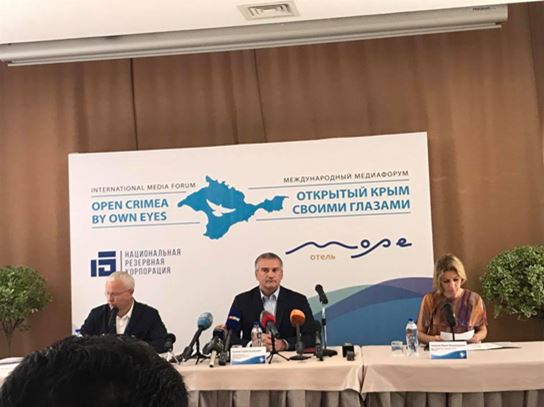 INTERNATIONAL MEDIA FORUM
OPEN CRIMEA
BY OWN EYES
МЕЖДУНАРОДНЫЙ МЕДИАФОРУМ
ОТКРЫТЫЙ КРЫМ
СВОИМИ ГЛАЗАМИ
НАЦИОНАЛЬНАЯ
РЕЗЕРВНАЯ
КОРПОРАЦИЯ
море
отель